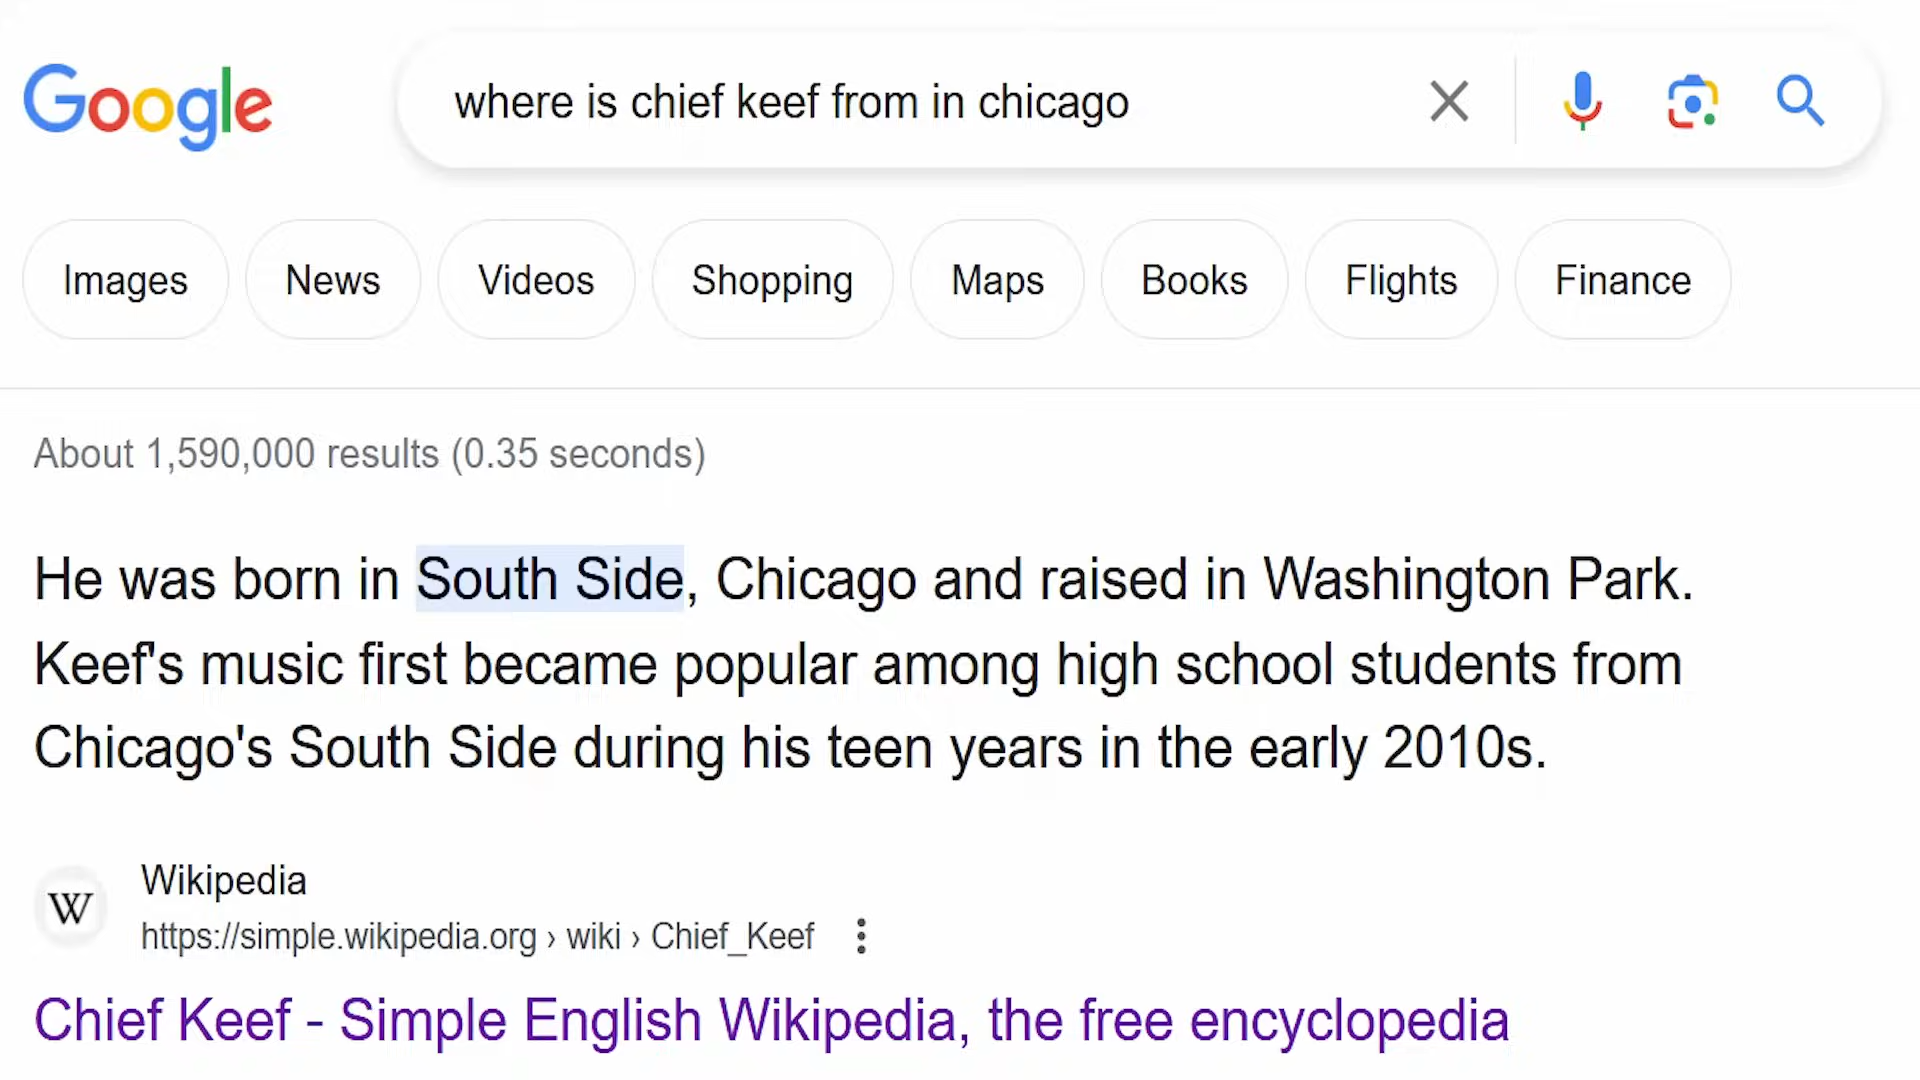 Google
where is chief keef from in chicago
Images News Videos Shopping Maps Books Flights Finance
About 1,590,000 results (0.35 seconds)
He was born in South Side, Chicago and raised in Washington Park.
Keef's music first became popular among high school students from
Chicago's South Side during his teen years in the early 2010s.
W
Wikipedia
https://simple.wikipedia.org › wiki › Chief_Keef
Chief Keef - Simple English Wikipedia, the free encyclopedia